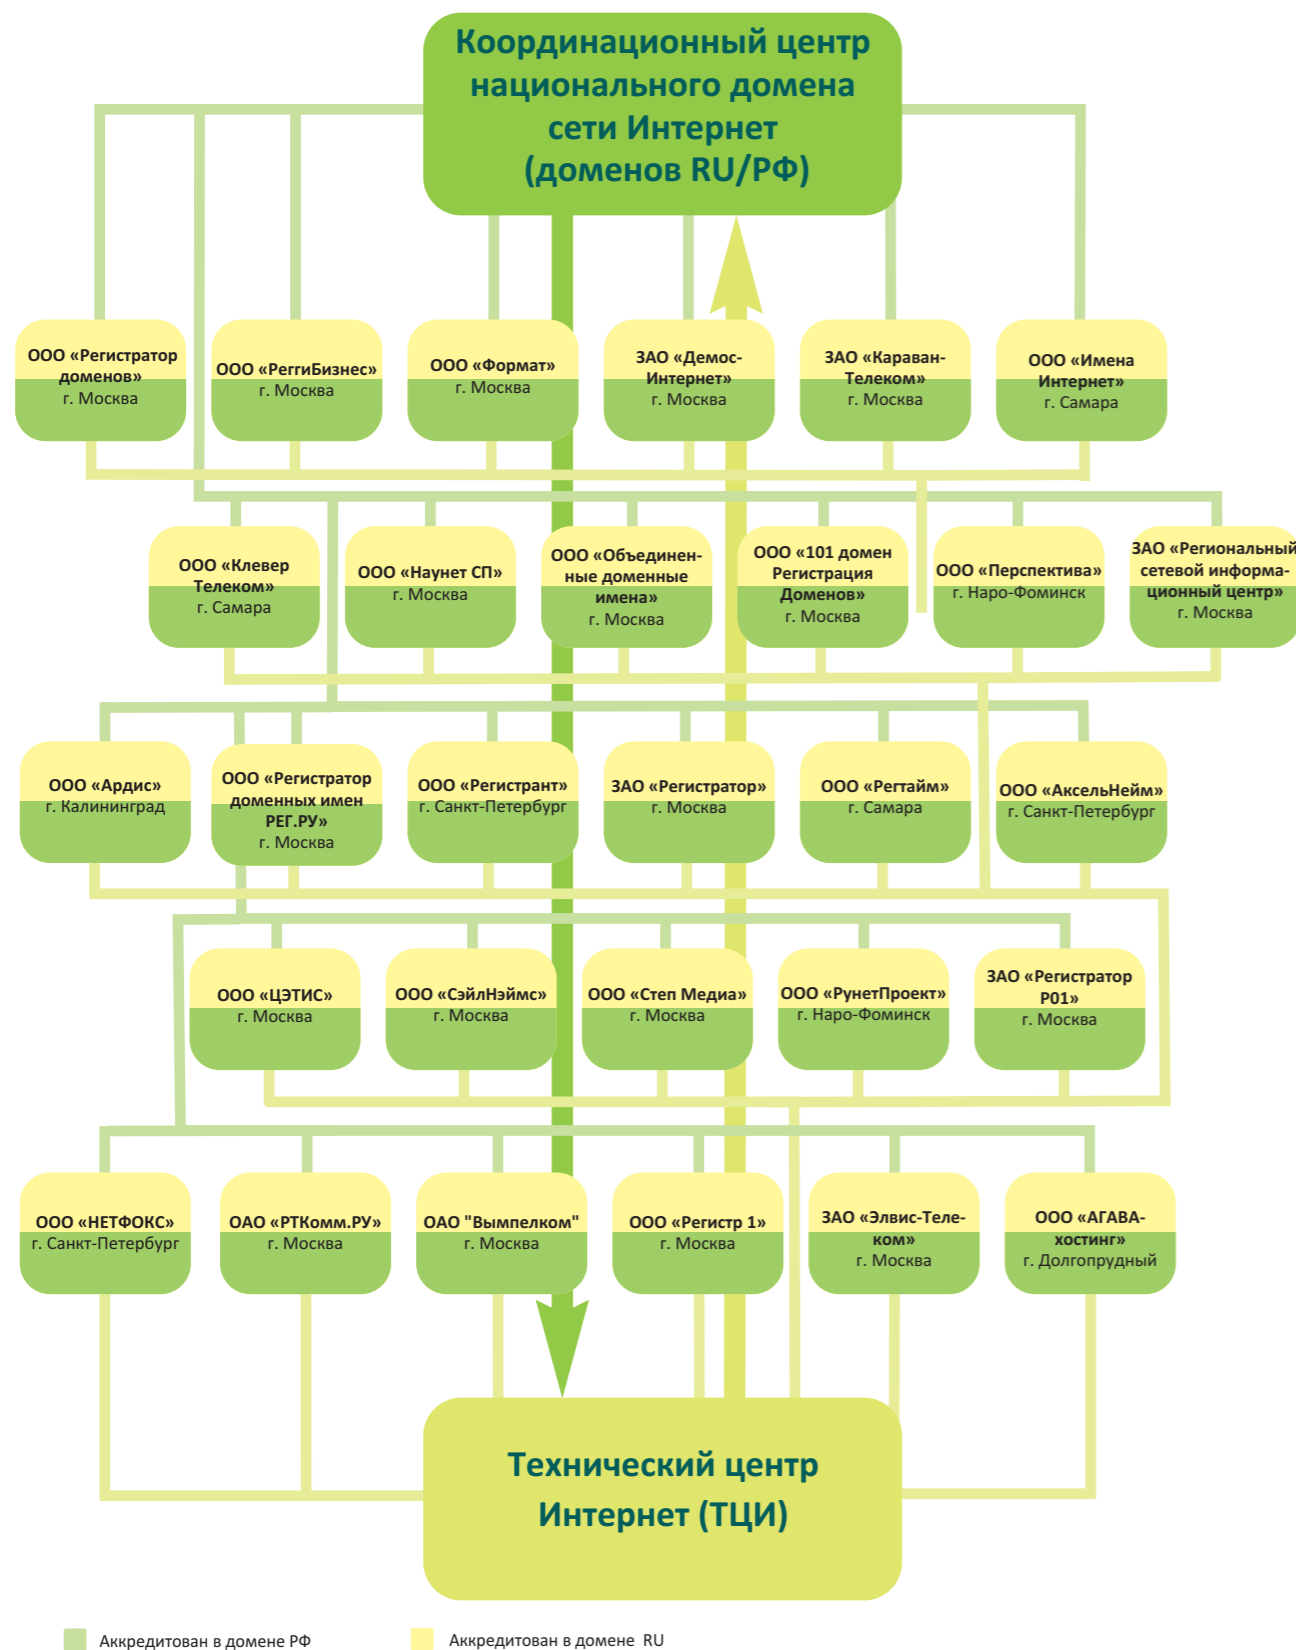 Координационный центр
национального домена
сети Интернет
(доменов RU/РФ)
ООО «Регистратор
доменов»
г. Москва
ООО «РеггиБизнес»
г. Москва
ООО «Формат»
г. Москва
ЗАО «Демос-
Интернет»
г. Москва
ЗАО «Караван-
Телеком»
г. Москва
ООО «Имена
Интернет»
г. Самара
ООО «Клевер
Телеком»
г. Самара
ООО «Наунет СП»
г. Москва
ООО «Объединен-
ные доменные
имена»
г. Москва
ООО «101 домен
Регистрация
Доменов»
г. Москва
ООО «Перспектива»
г. Наро-Фоминск
ЗАО «Региональный
сетевой информа-
ционный центр»
г. Москва
ООО «Ардис»
г. Калининград
ООО «Регистратор
доменных имен
РЕГ.РУ»
г. Москва
ООО «Регистрант»
г. Санкт-Петербург
ЗАО «Регистратор»
г. Москва
ООО «Регтайм»
г. Самара
ООО «АксельНейм»
г. Санкт-Петербург
ООО «ЦЭТИС»
г. Москва
ООО «СэйлНэймс»
г. Москва
ООО «Степ Медиа»
г. Москва
ООО «РунетПроект»
г. Наро-Фоминск
ЗАО «Регистратор
Р01»
г. Москва
ООО «НЕТФОКС»
г. Санкт-Петербург
ОАО «РТКомм.РУ»
г. Москва
ОАО "Вымпелком"
г. Москва
ООО «Регистр 1»
г. Москва
ЗАО «Элвис-Теле-
ком»
г. Москва
ООО «АГАВА-
хостинг»
г. Долгопрудный
Технический центр
Интернет (ТЦИ)
Аккредитован в домене РФ
Аккредитован в домене RU